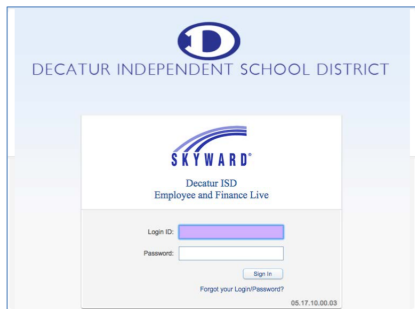 D
DECATUR INDEPENDENT SCHOOL DISTRICT
SKYWARD®
Decatur ISD
Employee and Finance Live
Login ID:
Password:
Sign In
Forgot your Login/Password?
05.17.10.00.03